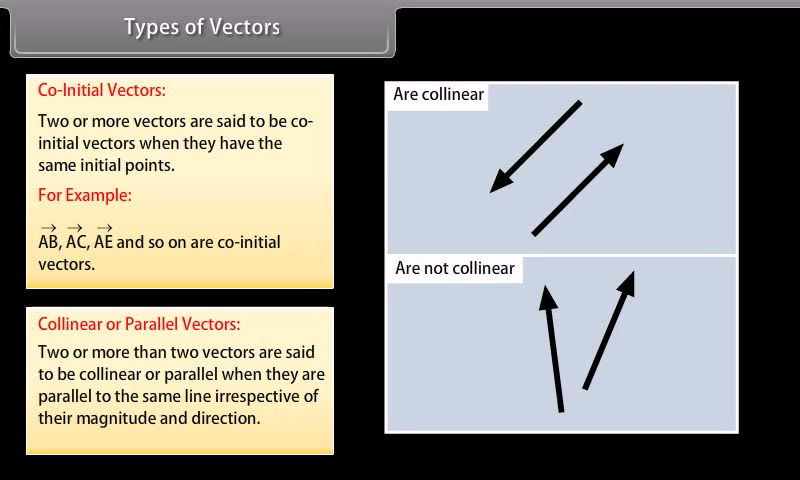 Types of Vectors
Co-Initial Vectors:
Two or more vectors are said to be co-
initial vectors when they have the
same initial points.
For Example:
A͞B⃗, AC⃗, AE⃗ and so on are co-initial
vectors.
Collinear or Parallel Vectors:
Two or more than two vectors are said
to be collinear or parallel when they are
parallel to the same line irrespective of
their magnitude and direction.
Are collinear
Are not collinear